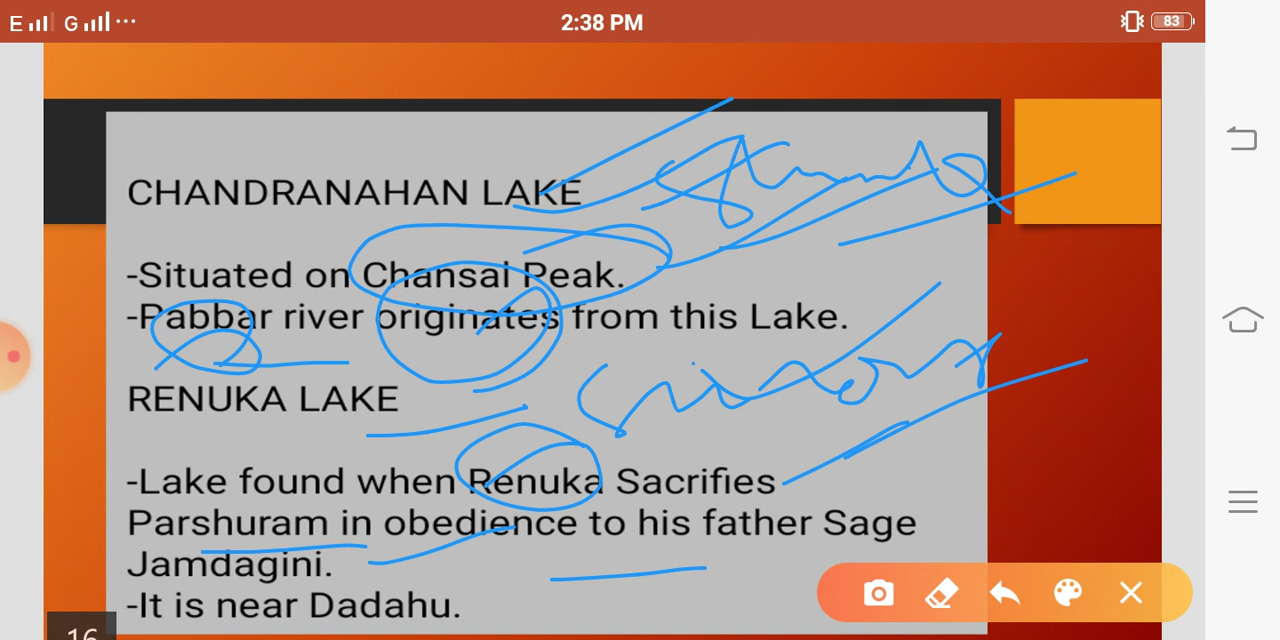 E G ... 2:38 PM 83
CHANDRANAHAN LAKE
-Situated on Chansal Peak.
-Pabbar river originates from this Lake.
RENUKA LAKE
-Lake found when Renuka Sacrifies
Parshuram in obedience to his father Sage
Jamdagini.
-It is near Dadahu.
16